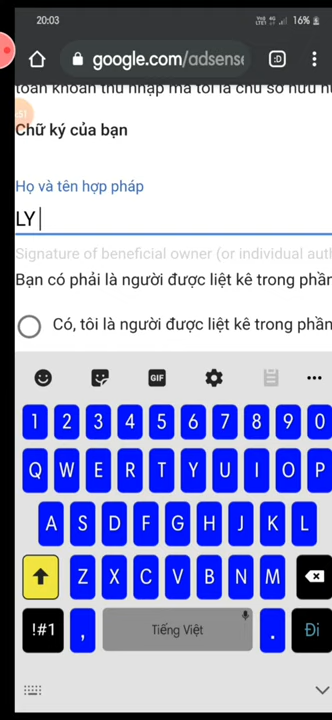 20:03
16%
google.com/adsense
:D
toàn khoản thu nhập mà tôi là chủ sở hữu h
51
Chữ ký của bạn
Họ và tên hợp pháp
LY
Signature of beneficial owner (or individual auth
Bạn có phải là người được liệt kê trong phần
Có, tôi là người được liệt kê trong phần
GIF
1 2 3 4 5 6 7 8 9 0
Q W E R T Y U I O P
A S D F G H J K L
Z X C V B N M
!#1 , Tiếng Việt . Đi